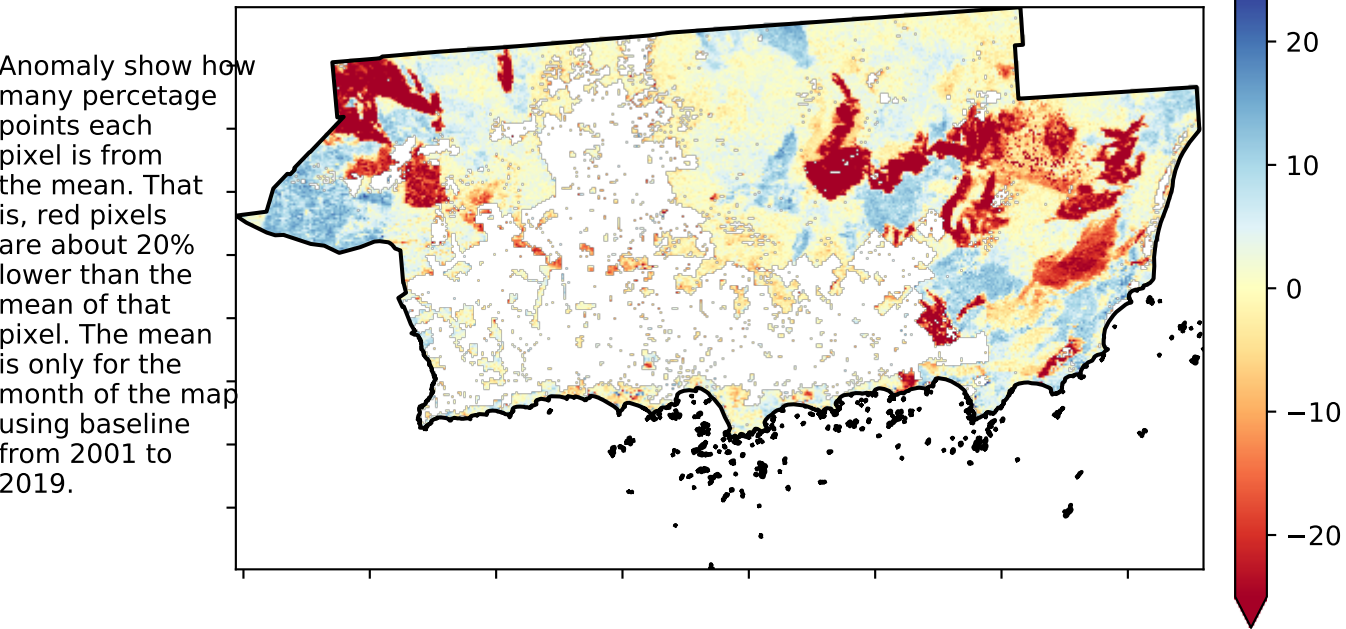 Anomaly show how
many percetage
points each
pixel is from
the mean. That
is, red pixels
are about 20%
lower than the
mean of that
pixel. The mean
is only for the
month of the map
using baseline
from 2001 to
2019.
20
10
0
−10
−20